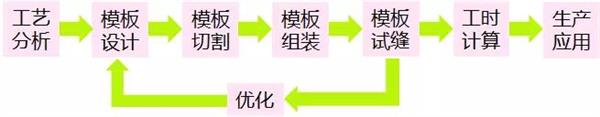 工艺
分析
模板
设计
模板
切割
模板
组装
模板
试缝
工时
计算
生产
应用
优化